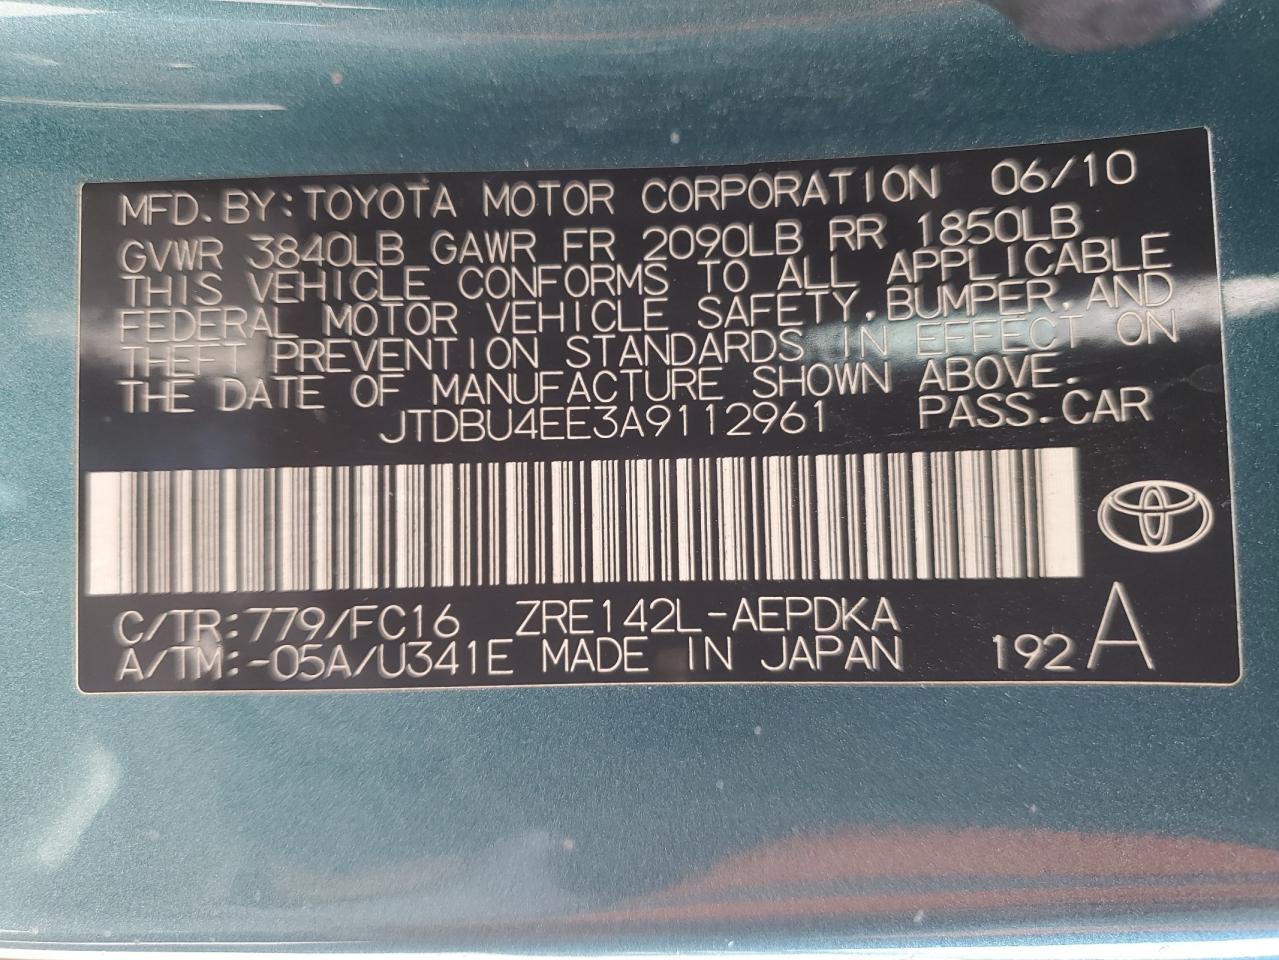 MFD. BY: TOYOTA MOTOR CORPORATION 06/10
GVWR 3840LB GAWR FR 2090LB RR 1850LB
THIS VEHICLE CONFORMS TO ALL APPLICABLE
FEDERAL MOTOR VEHICLE SAFETY, BUMPER, AND
THEFT PREVENTION STANDARDS IN EFFECT ON
THE DATE OF MANUFACTURE SHOWN ABOVE.
JTDBU4EE3A9112961 PASS. CAR
C/TR: 779/FC16 ZRE142L-AEPDKA
A/TM: -05A/U341E MADE IN JAPAN 192 A